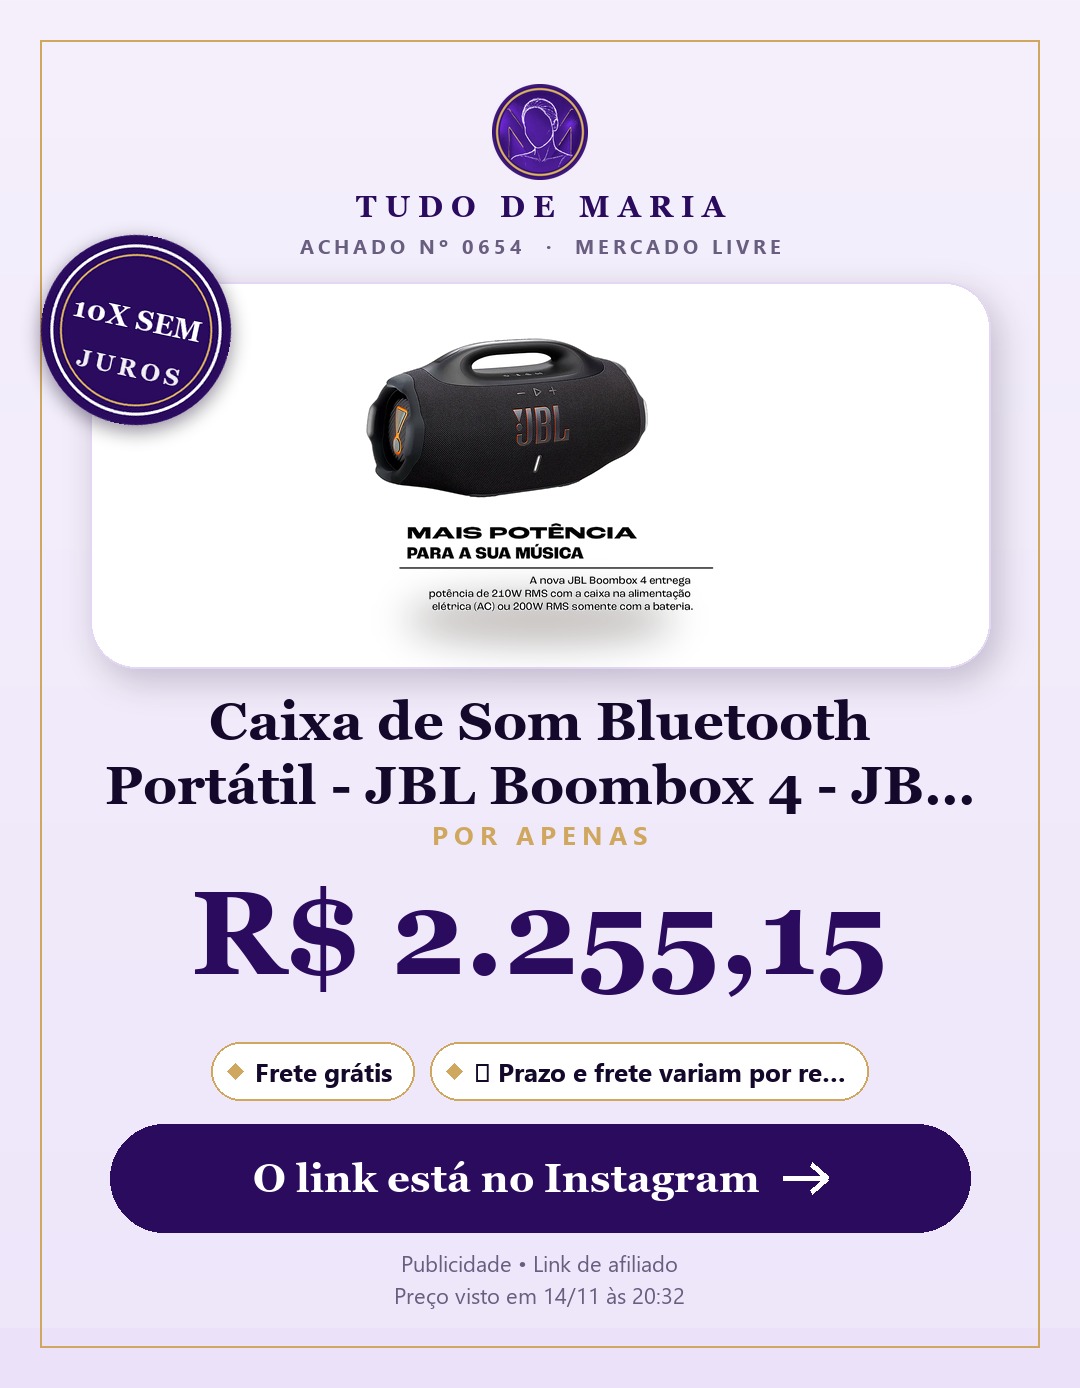 TUDO DE MARIA
ACHADO Nº 0654 · MERCADO LIVRE
10X SEM
JUROS
JBL
MAIS POTÊNCIA
PARA A SUA MÚSICA
A nova JBL Boombox 4 entrega
potência de 210W RMS com a caixa na alimentação
elétrica (AC) ou 200W RMS somente com a bateria.
Caixa de Som Bluetooth
Portátil - JBL Boombox 4 - JB...
POR APENAS
R$ 2.255,15
Frete grátis
Prazo e frete variam por re...
O link está no Instagram →
Publicidade • Link de afiliado
Preço visto em 14/11 às 20:32